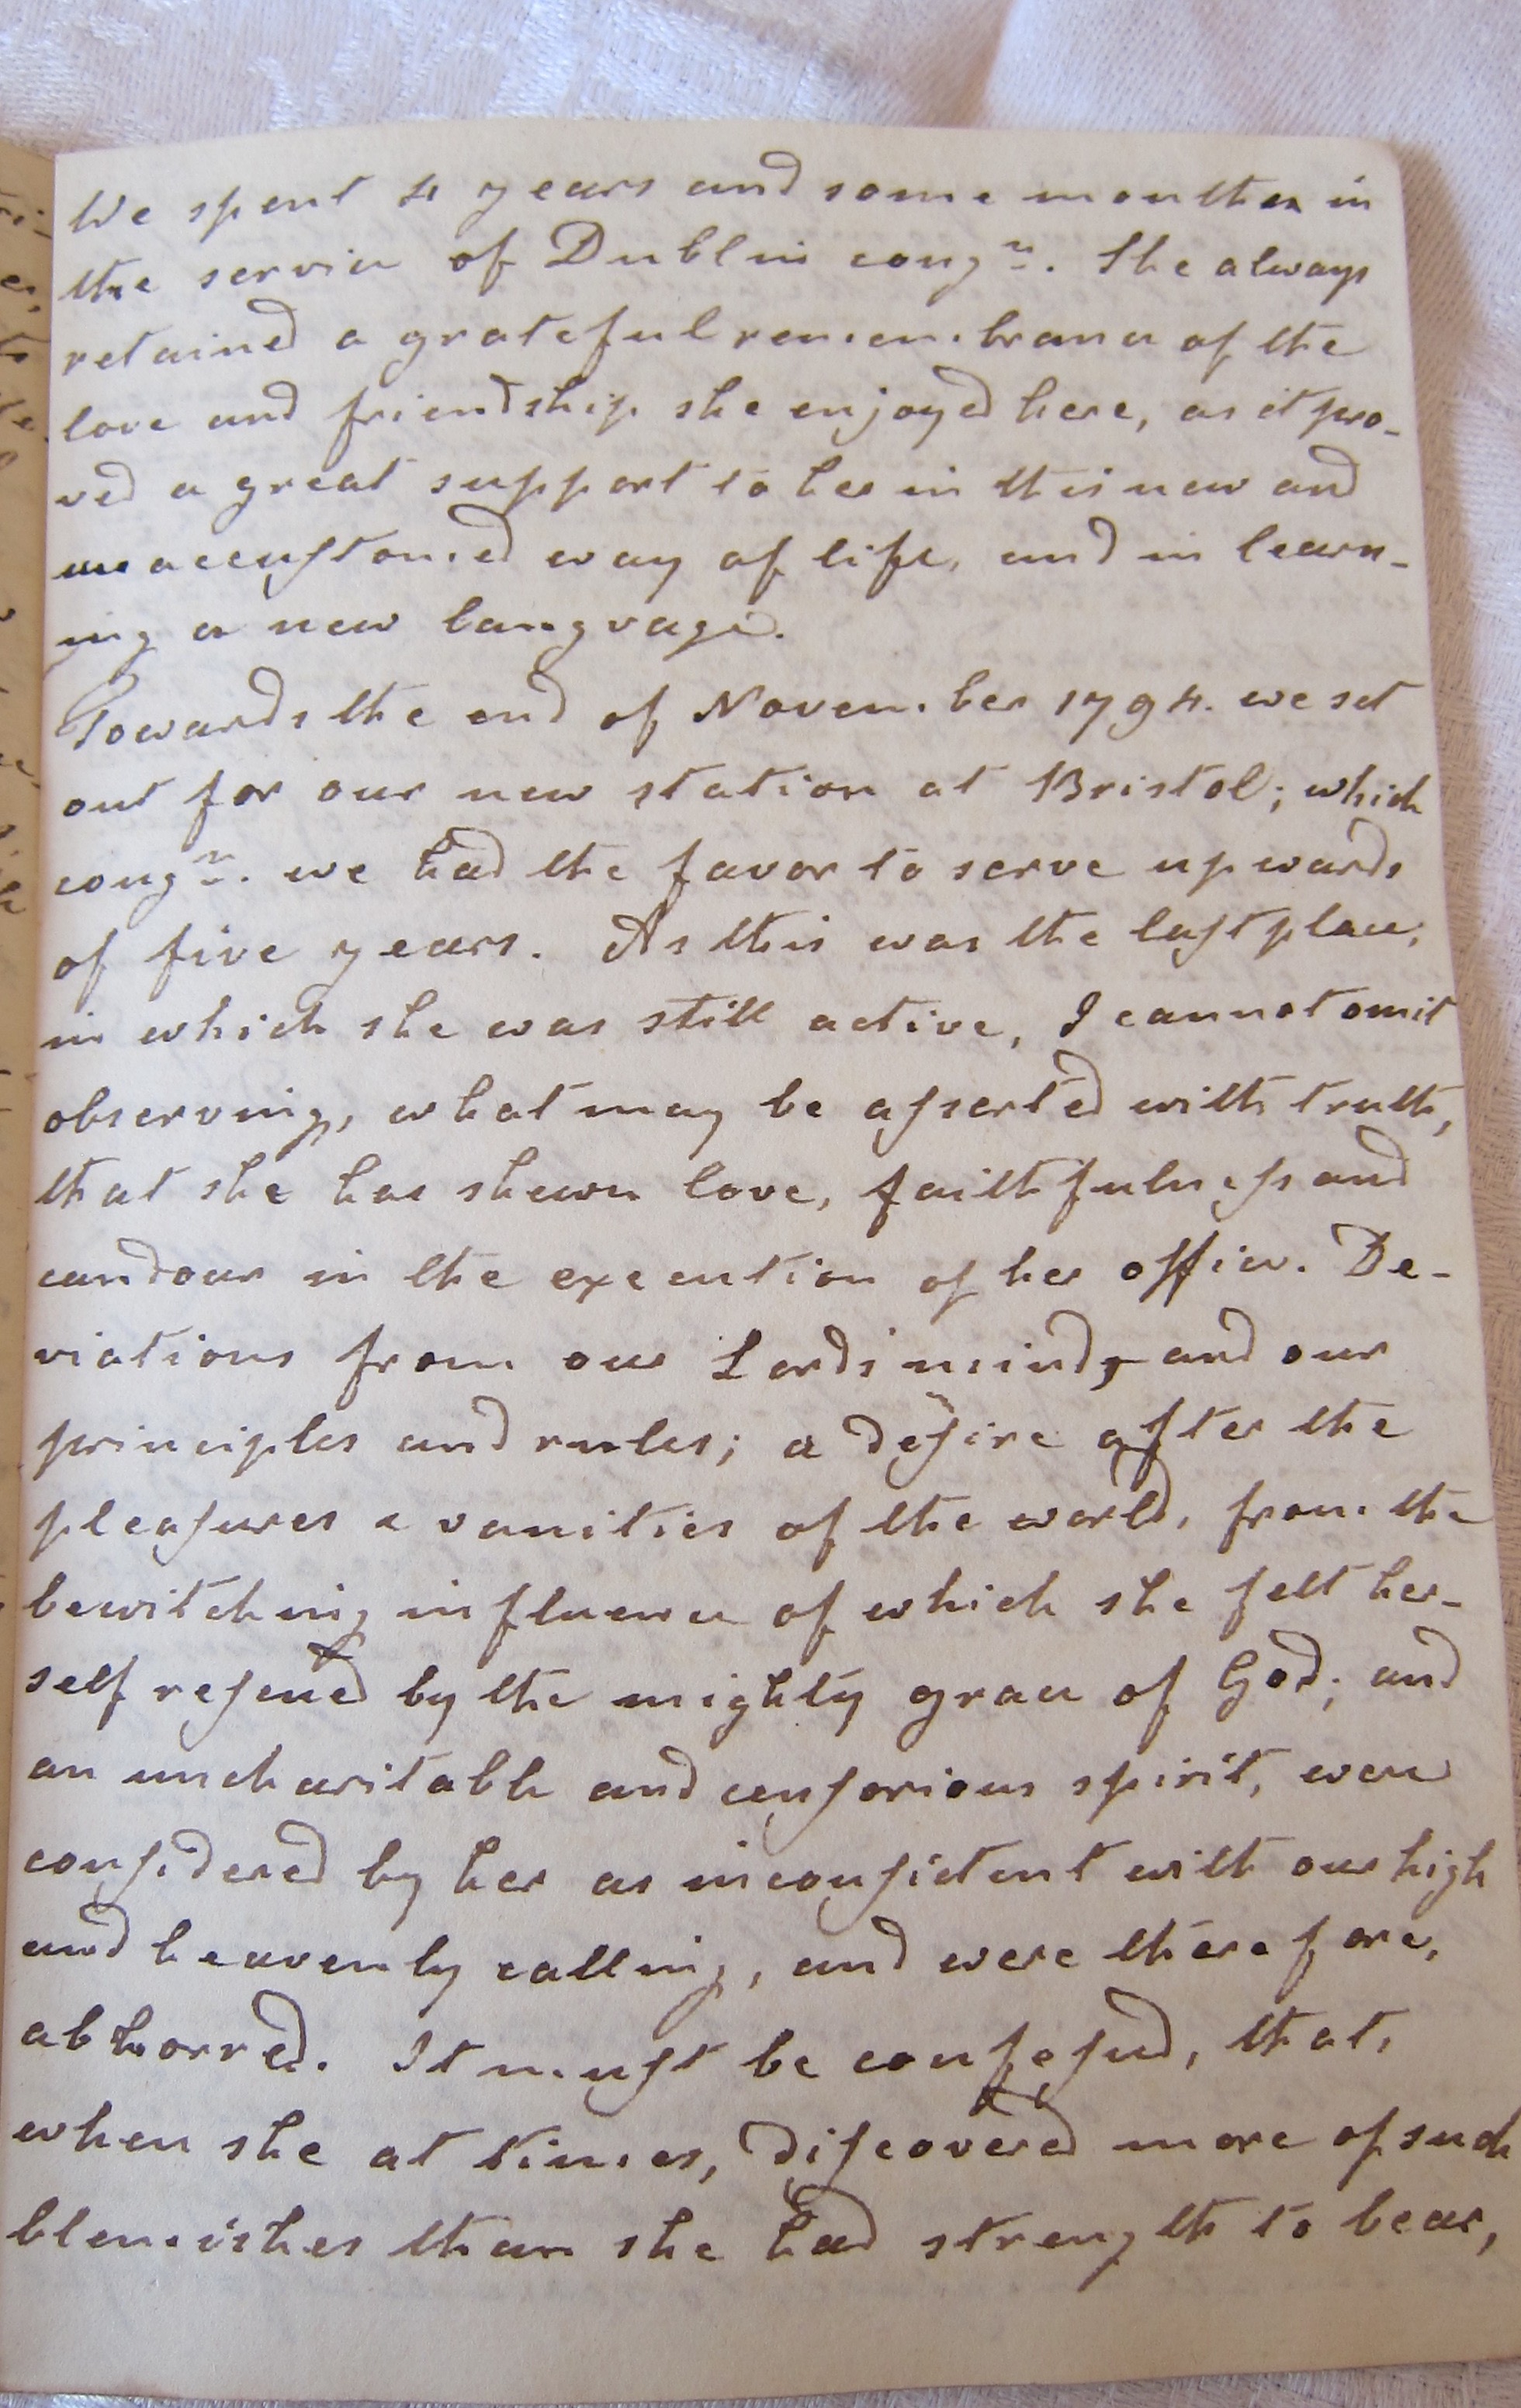 We spent 4 years and some months in
the service of Dublin congn. She always
retained a grateful remembrance of the
love and friendship she enjoyed here, as it pro-
ved a great support to her in this new and
unaccustomed way of life, and in learn-
ing a new langvage.
Towards the end of November 1794. we set
out for our new station at Bristol; which
congn. we had the favor to serve upwards
of five years. As this was the last place,
in which she was still active, I cannot omit
observing, what may be asserted with truth,
that she has shewn love, faithfulness and
candour in the execution of her office. De-
viations from our Lords mind, and our
principles and rules; a desire after the
pleasures & vanities of the world, from the
bewitching influence of which she felt her-
self rescued by the mighty grace of God; and
an uncharitable and censorious spirit, were
considered by her as inconsistent with our high
and heavenly calling, and were therefore,
abhorred. It must be confessed, that,
when she at times, discovered more of such
blemishes than she had strength to bear,